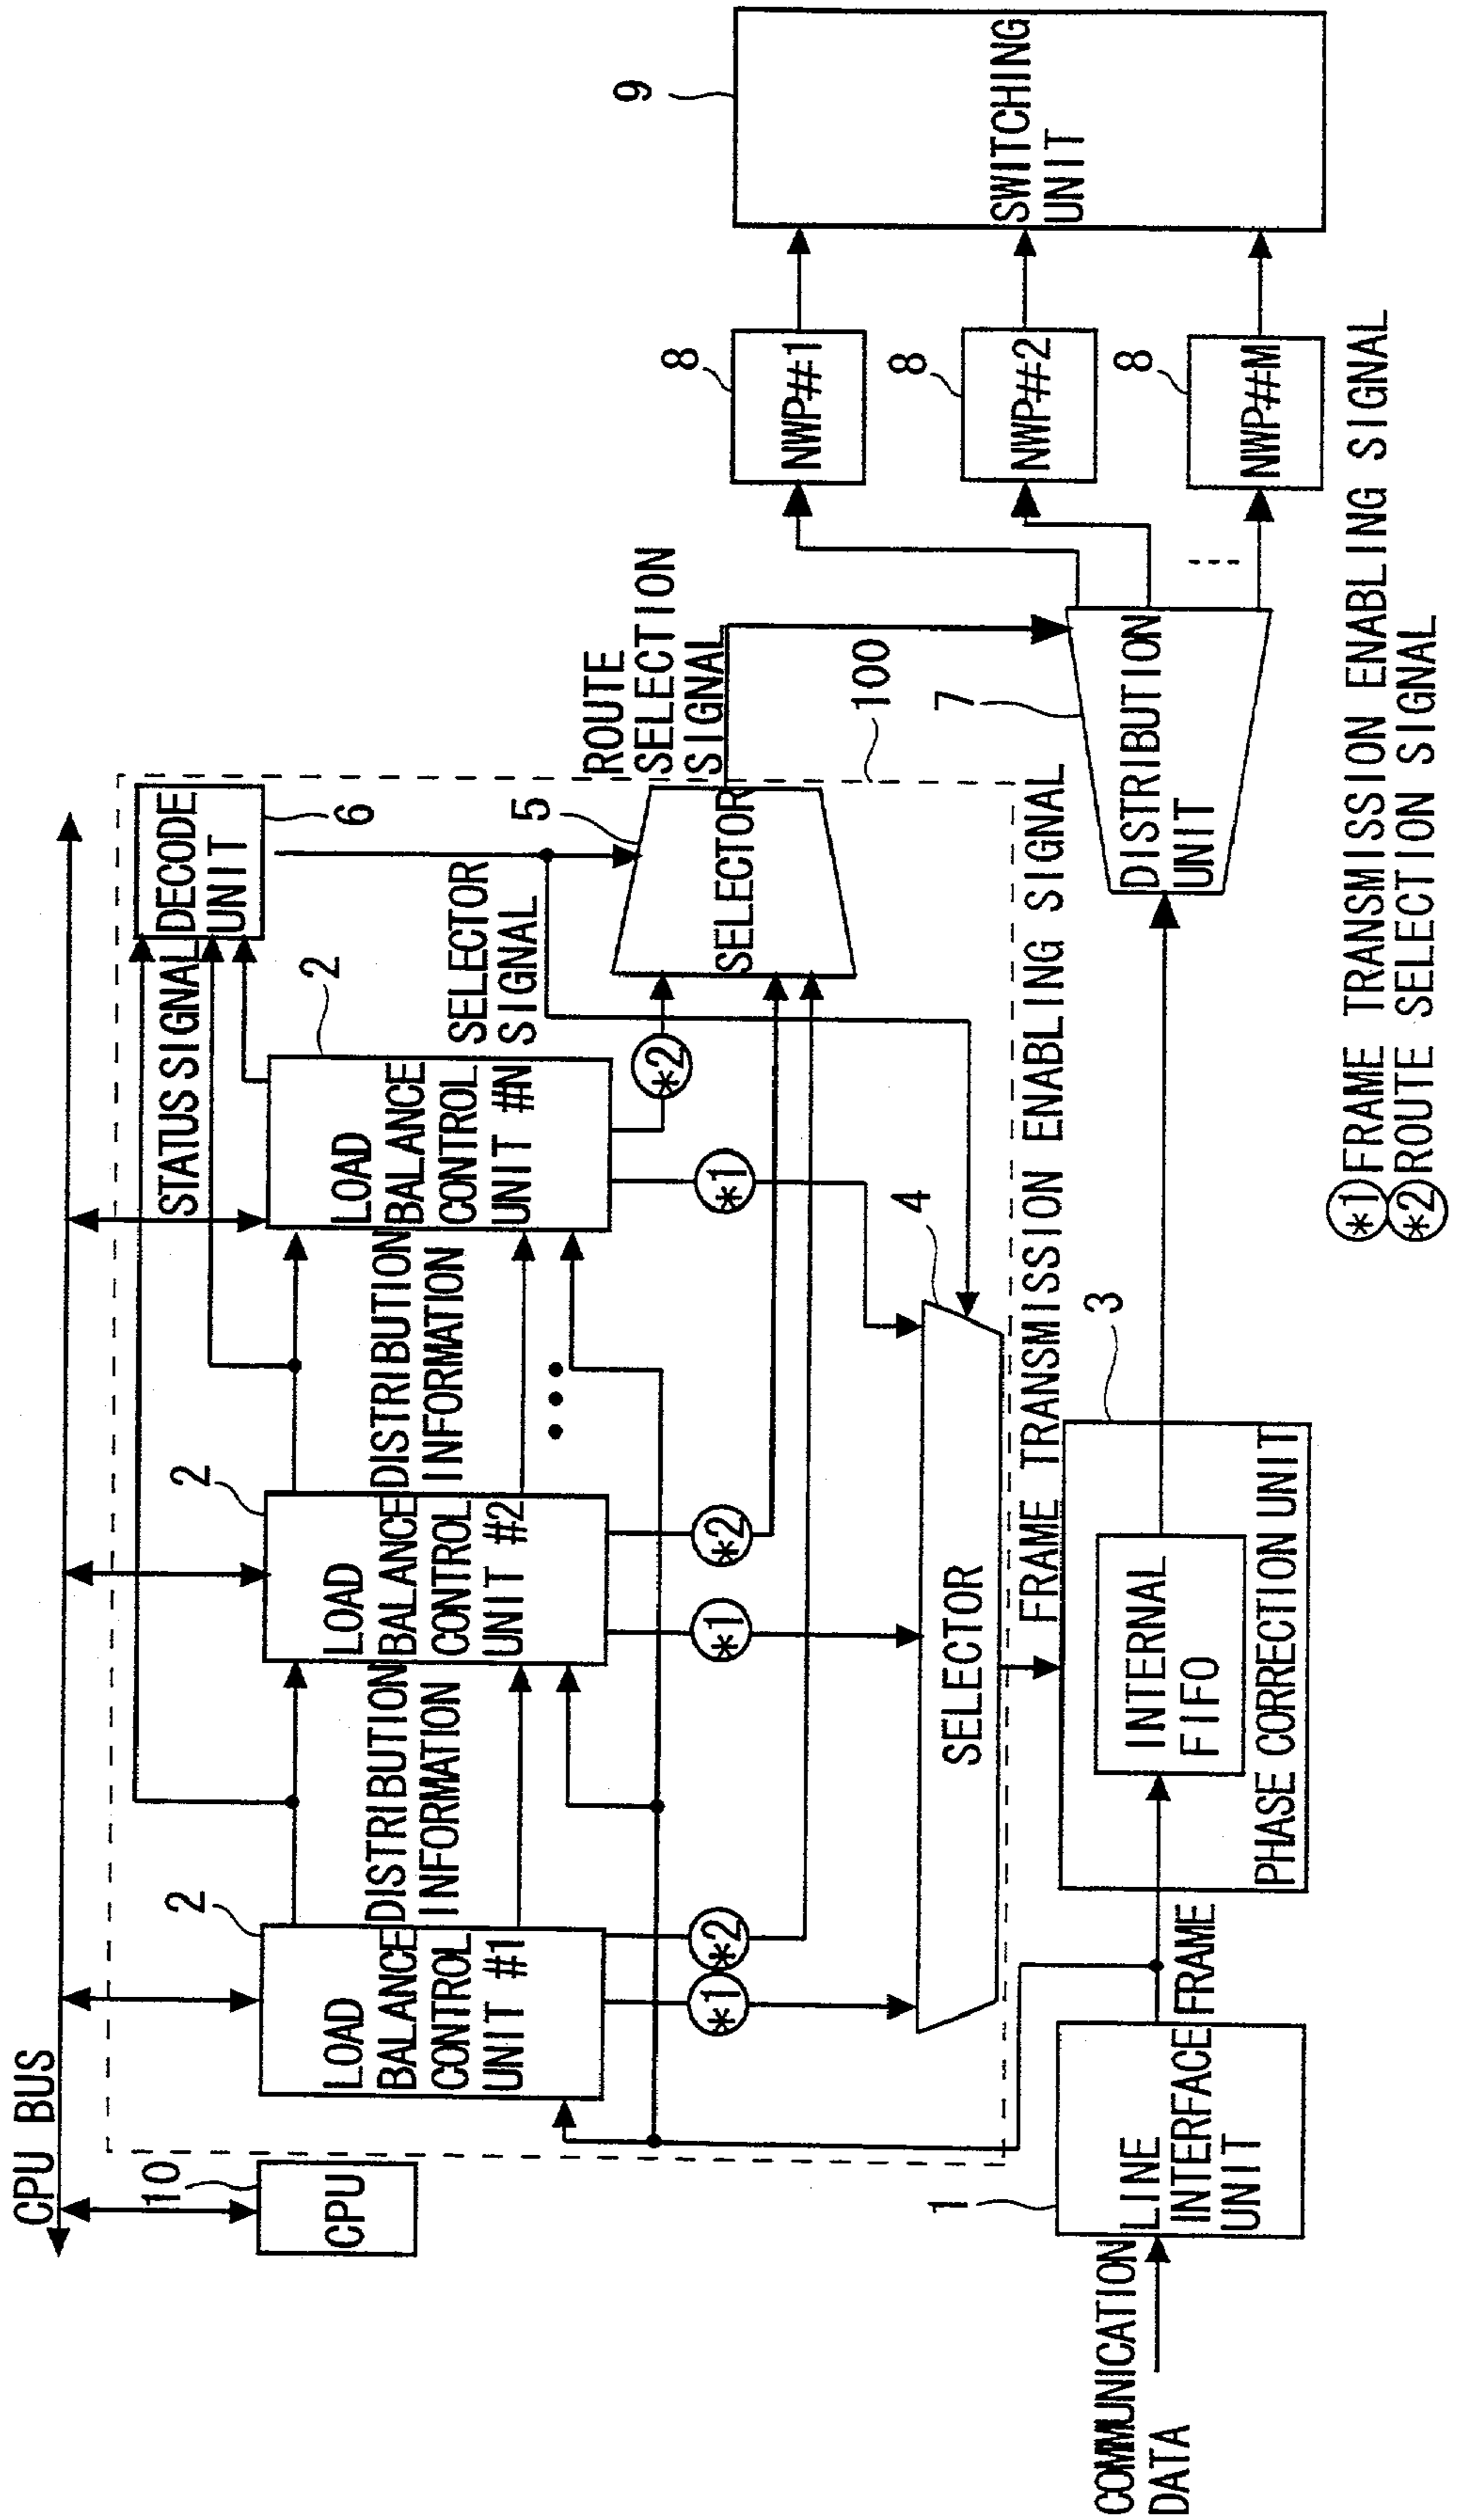 CPU BUS
10
CPU
2
LOAD
BALANCE
CONTROL
UNIT #1
DISTRIBUTION
INFORMATION
2
LOAD
BALANCE
CONTROL
UNIT #2
DISTRIBUTION
INFORMATION
2
LOAD
BALANCE
CONTROL
UNIT #N
STATUS SIGNAL
DECODE
UNIT
6
SELECTOR
SIGNAL
5
SELECTOR
ROUTE
SELECTION
SIGNAL
100
*1
*2
*1
*2
*1
*2
4
SELECTOR
FRAME TRANSMISSION ENABLING SIGNAL
COMMUNICATION
DATA
1
LINE
INTERFACE
UNIT
FRAME
3
INTERNAL
FIFO
PHASE CORRECTION UNIT
7
DISTRIBUTION
UNIT
8
NWP#1
8
NWP#2
8
NWP#M
9
SWITCHING
UNIT
*1 FRAME TRANSMISSION ENABLING SIGNAL
*2 ROUTE SELECTION SIGNAL